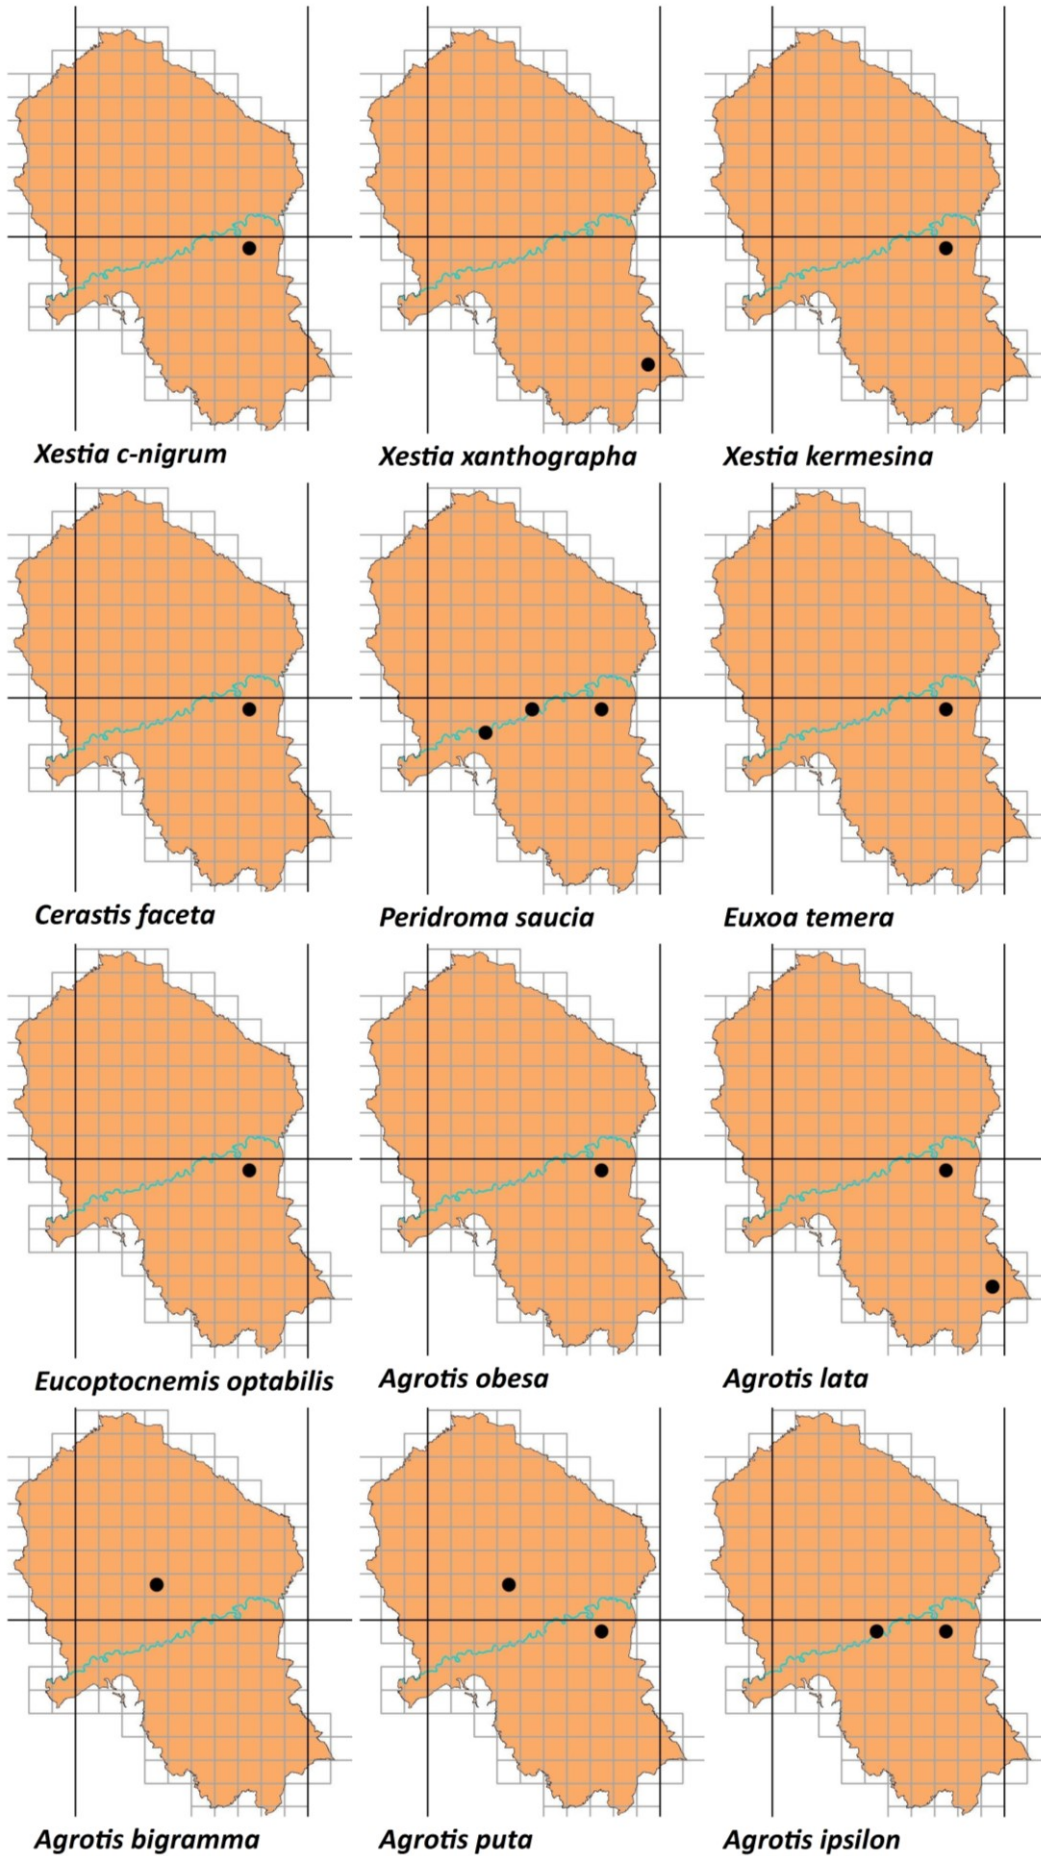 Xestia c-nigrum
Xestia xanthographa
Xestia kermesina
Cerastis faceta
Peridroma saucia
Euxoa temera
Eucoptocnemis optabilis
Agrotis obesa
Agrotis lata
Agrotis bigramma
Agrotis puta
Agrotis ipsilon